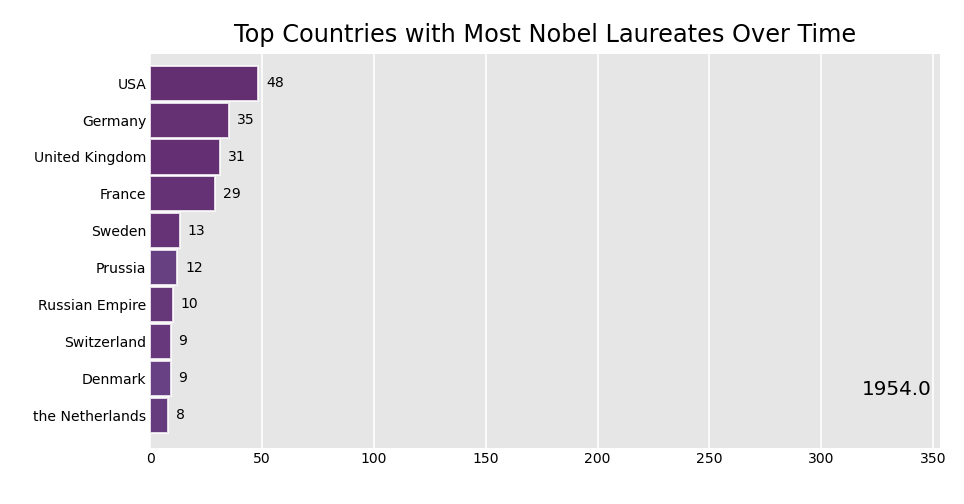 Top Countries with Most Nobel Laureates Over Time
USA 48
Germany 35
United Kingdom 31
France 29
Sweden 13
Prussia 12
Russian Empire 10
Switzerland 9
Denmark 9
1954.0
the Netherlands 8
0 50 100 150 200 250 300 350